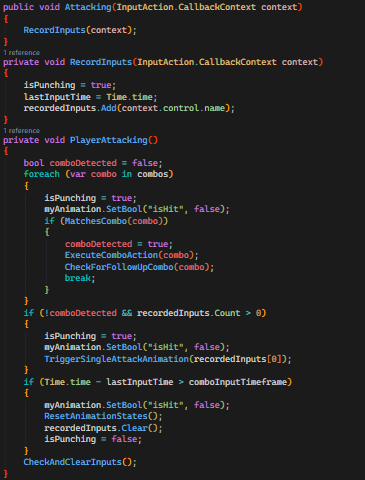 public void Attacking(InputAction.CallbackContext context)
{
RecordInputs(context);
}
1 reference
private void RecordInputs(InputAction.CallbackContext context)
{
isPunching = true;
lastInputTime = Time.time;
recordedInputs.Add(context.control.name);
}
1 reference
private void PlayerAttacking()
{
bool comboDetected = false;
foreach (var combo in combos)
{
isPunching = true;
myAnimation.SetBool("isHit", false);
if (MatchesCombo(combo))
{
comboDetected = true;
ExecuteComboAction(combo);
CheckForFollowUpCombo(combo);
break;
}
}
if (!comboDetected && recordedInputs.Count > 0)
{
isPunching = true;
myAnimation.SetBool("isHit", false);
TriggerSingleAttackAnimation(recordedInputs[0]);
}
if (Time.time - lastInputTime > comboInputTimeframe)
{
myAnimation.SetBool("isHit", false);
ResetAnimationStates();
recordedInputs.Clear();
isPunching = false;
}
CheckAndClearInputs();
}